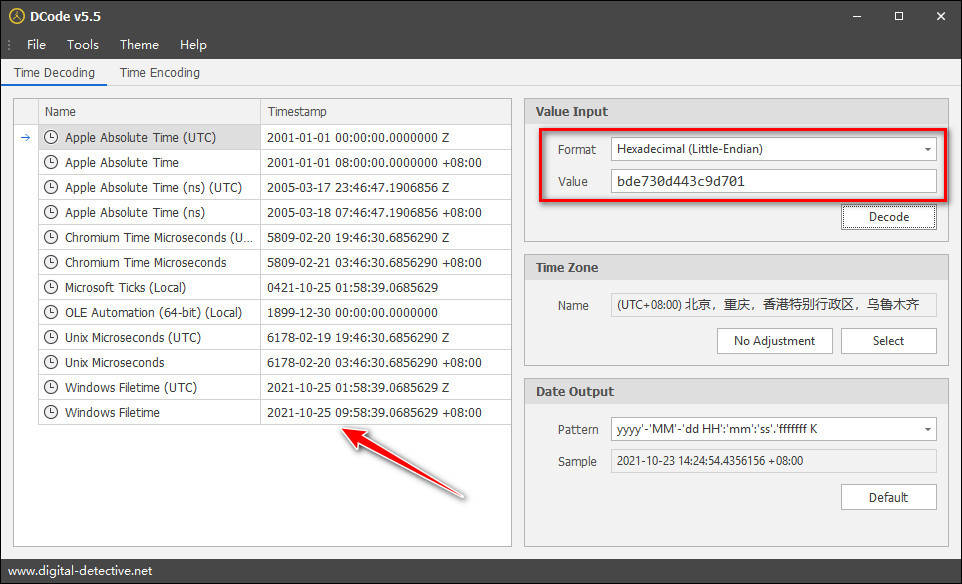 DCode v5.5
File Tools Theme Help
Time Decoding Time Encoding
Name Timestamp
Apple Absolute Time (UTC) 2001-01-01 00:00:00.0000000 Z
Apple Absolute Time 2001-01-01 08:00:00.0000000 +08:00
Apple Absolute Time (ns) (UTC) 2005-03-17 23:46:47.1906856 Z
Apple Absolute Time (ns) 2005-03-18 07:46:47.1906856 +08:00
Chromium Time Microseconds (U... 5809-02-20 19:46:30.6856290 Z
Chromium Time Microseconds 5809-02-21 03:46:30.6856290 +08:00
Microsoft Ticks (Local) 0421-10-25 01:58:39.0685629
OLE Automation (64-bit) (Local) 1899-12-30 00:00:00.0000000
Unix Microseconds (UTC) 6178-02-19 19:46:30.6856290 Z
Unix Microseconds 6178-02-20 03:46:30.6856290 +08:00
Windows Filetime (UTC) 2021-10-25 01:58:39.0685629 Z
Windows Filetime 2021-10-25 09:58:39.0685629 +08:00
Value Input
Format Hexadecimal (Little-Endian)
Value bde730d443c9d701
Decode
Time Zone
Name (UTC+08:00) 北京，重庆，香港特别行政区，乌鲁木齐
No Adjustment Select
Date Output
Pattern yyyy'-'MM'-'dd HH':'mm':'ss'.'fffffff K
Sample 2021-10-23 14:24:54.4356156 +08:00
Default
www.digital-detective.net